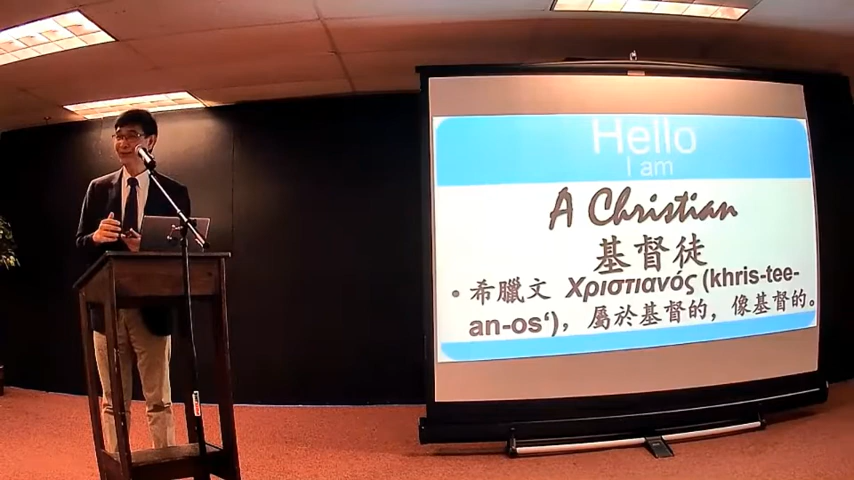 Hello
I am
A Christian
基督徒
• 希臘文 Χριστιανός (khris-tee-
an-os‘), 屬於基督的, 像基督的。